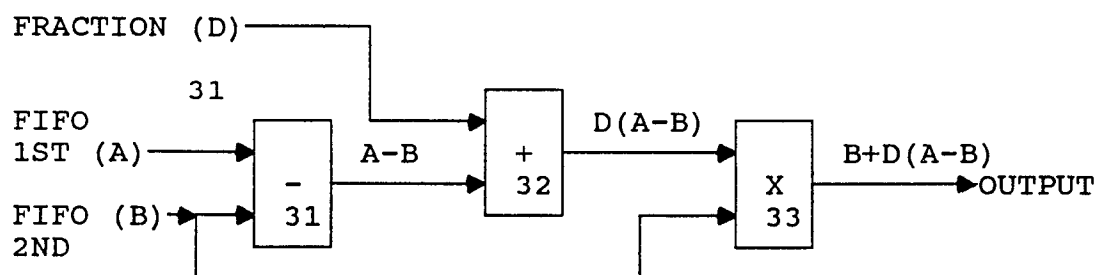 FRACTION (D)
31
FIFO
1ST (A)
FIFO (B)
2ND
-
31
A-B
+
32
D(A-B)
X
33
B+D(A-B)
OUTPUT